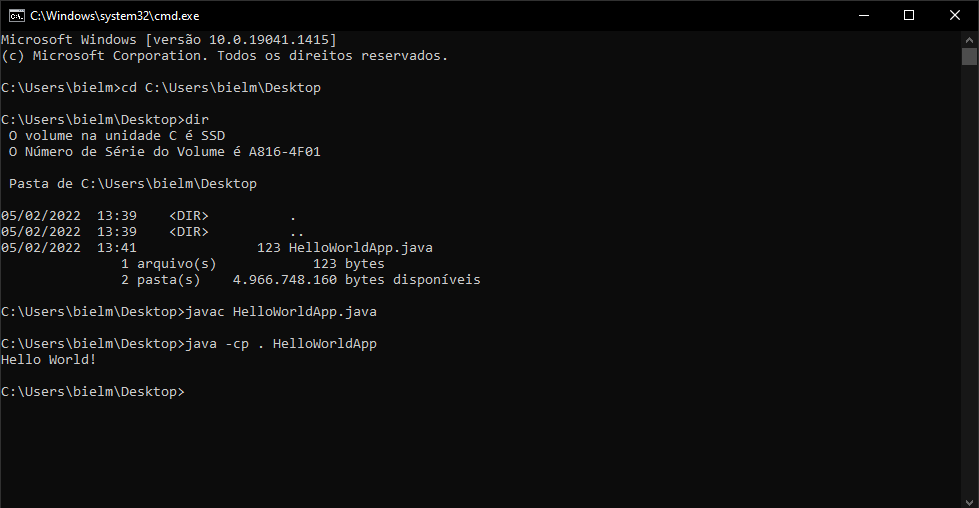 C:\Windows\system32\cmd.exe
Microsoft Windows [versão 10.0.19041.1415]
(c) Microsoft Corporation. Todos os direitos reservados.
C:\Users\bielm>cd C:\Users\bielm\Desktop
C:\Users\bielm\Desktop>dir
O volume na unidade C é SSD
O Número de Série do Volume é A816-4F01
Pasta de C:\Users\bielm\Desktop
05/02/2022  13:39    <DIR>          .
05/02/2022  13:39    <DIR>          ..
05/02/2022  13:41               123 HelloWorldApp.java
1 arquivo(s)            123 bytes
2 pasta(s)    4.966.748.160 bytes disponíveis
C:\Users\bielm\Desktop>javac HelloWorldApp.java
C:\Users\bielm\Desktop>java -cp . HelloWorldApp
Hello World!
C:\Users\bielm\Desktop>